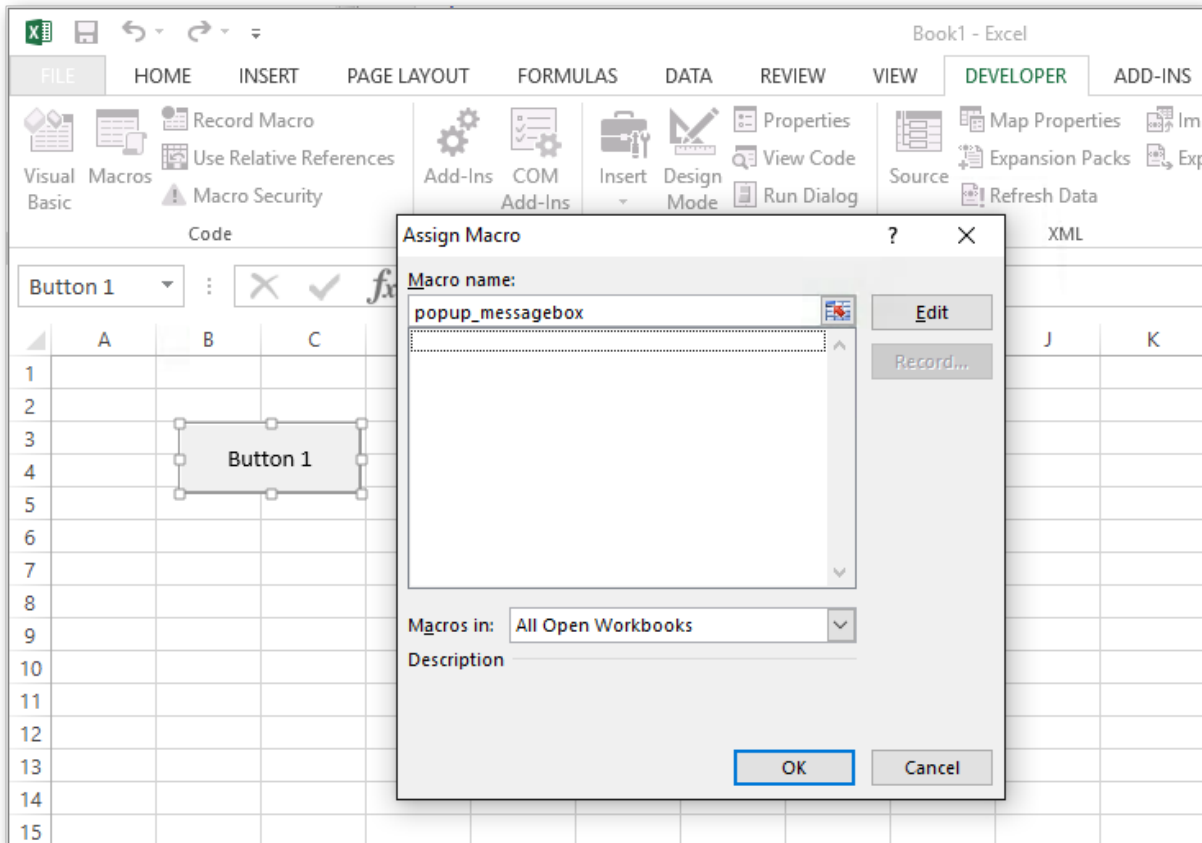 Book1 - Excel
FILE HOME INSERT PAGE LAYOUT FORMULAS DATA REVIEW VIEW DEVELOPER ADD-INS
Visual Basic
Macros
Record Macro
Use Relative References
Macro Security
Code
Add-Ins
COM Add-Ins
Insert
Design Mode
Properties
View Code
Run Dialog
Source
Map Properties
Expansion Packs
Refresh Data
Im
Exp
XML
Button 1
fx
A B C J K
1
2
3
4
5
6
7
8
9
10
11
12
13
14
15
Button 1
Assign Macro ?
Macro name:
popup_messagebox
Edit
Record...
Macros in: All Open Workbooks
Description
OK Cancel